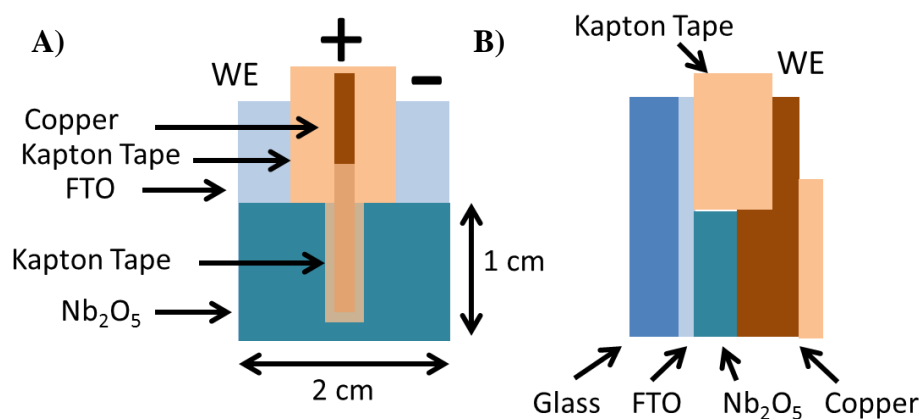 A)
+
WE
-
Copper
Kapton Tape
FTO
Kapton Tape
Nb₂O₅
1 cm
2 cm
B)
Kapton Tape
WE
Glass FTO Nb₂O₅ Copper